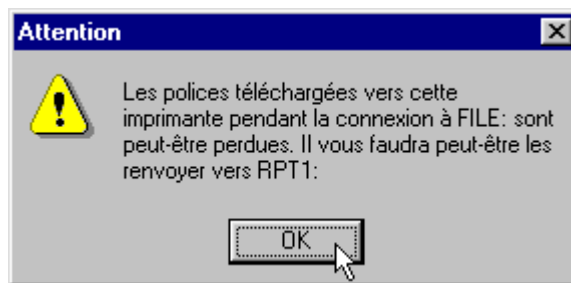 Attention
Les polices téléchargées vers cette
imprimante pendant la connexion à FILE: sont
peut-être perdues. Il vous faudra peut-être les
renvoyer vers RPT1:
OK